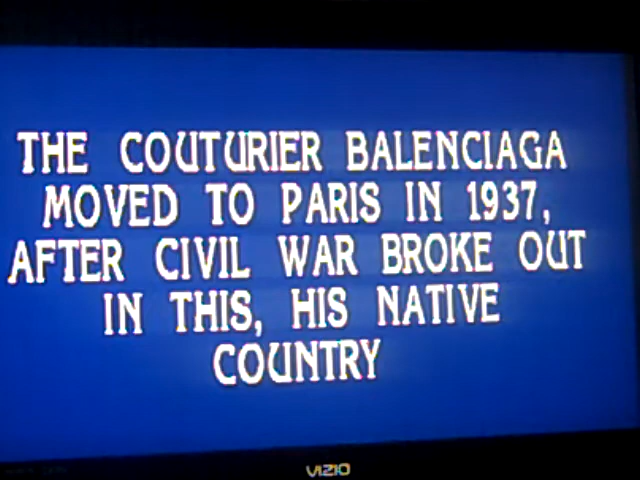 THE COUTURIER BALENCIAGA
MOVED TO PARIS IN 1937,
AFTER CIVIL WAR BROKE OUT
IN THIS, HIS NATIVE
COUNTRY
VIZIO